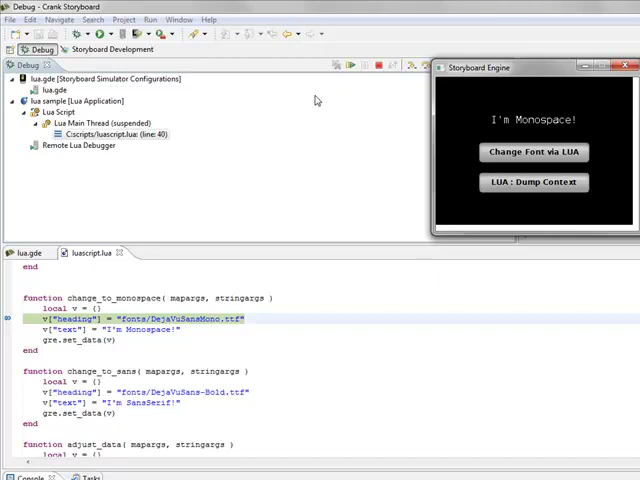 Debug - Crank Storyboard
File Edit Navigate Search Project Run Window Help
Debug Storyboard Development
Debug
lua.gde [Storyboard Simulator Configurations]
lua.gde
lua sample [Lua Application]
Lua Script
Lua Main Thread (suspended)
C:scripts/luascript.lua: (line: 40)
Remote Lua Debugger
Storyboard Engine
I'm Monospace!
Change Font via LUA
LUA : Dump Context
lua.gde luascript.lua
end
function change_to_monospace( mapargs, stringargs )
local v = {}
v["heading"] = "fonts/DejaVuSansMono.ttf"
v["text"] = "I'm Monospace!"
gre.set_data(v)
end
function change_to_sans( mapargs, stringargs )
local v = {}
v["heading"] = "fonts/DejaVuSans-Bold.ttf"
v["text"] = "I'm SansSerif!"
gre.set_data(v)
end
function adjust_data( mapargs, stringargs )
local v = {}
Console Tasks